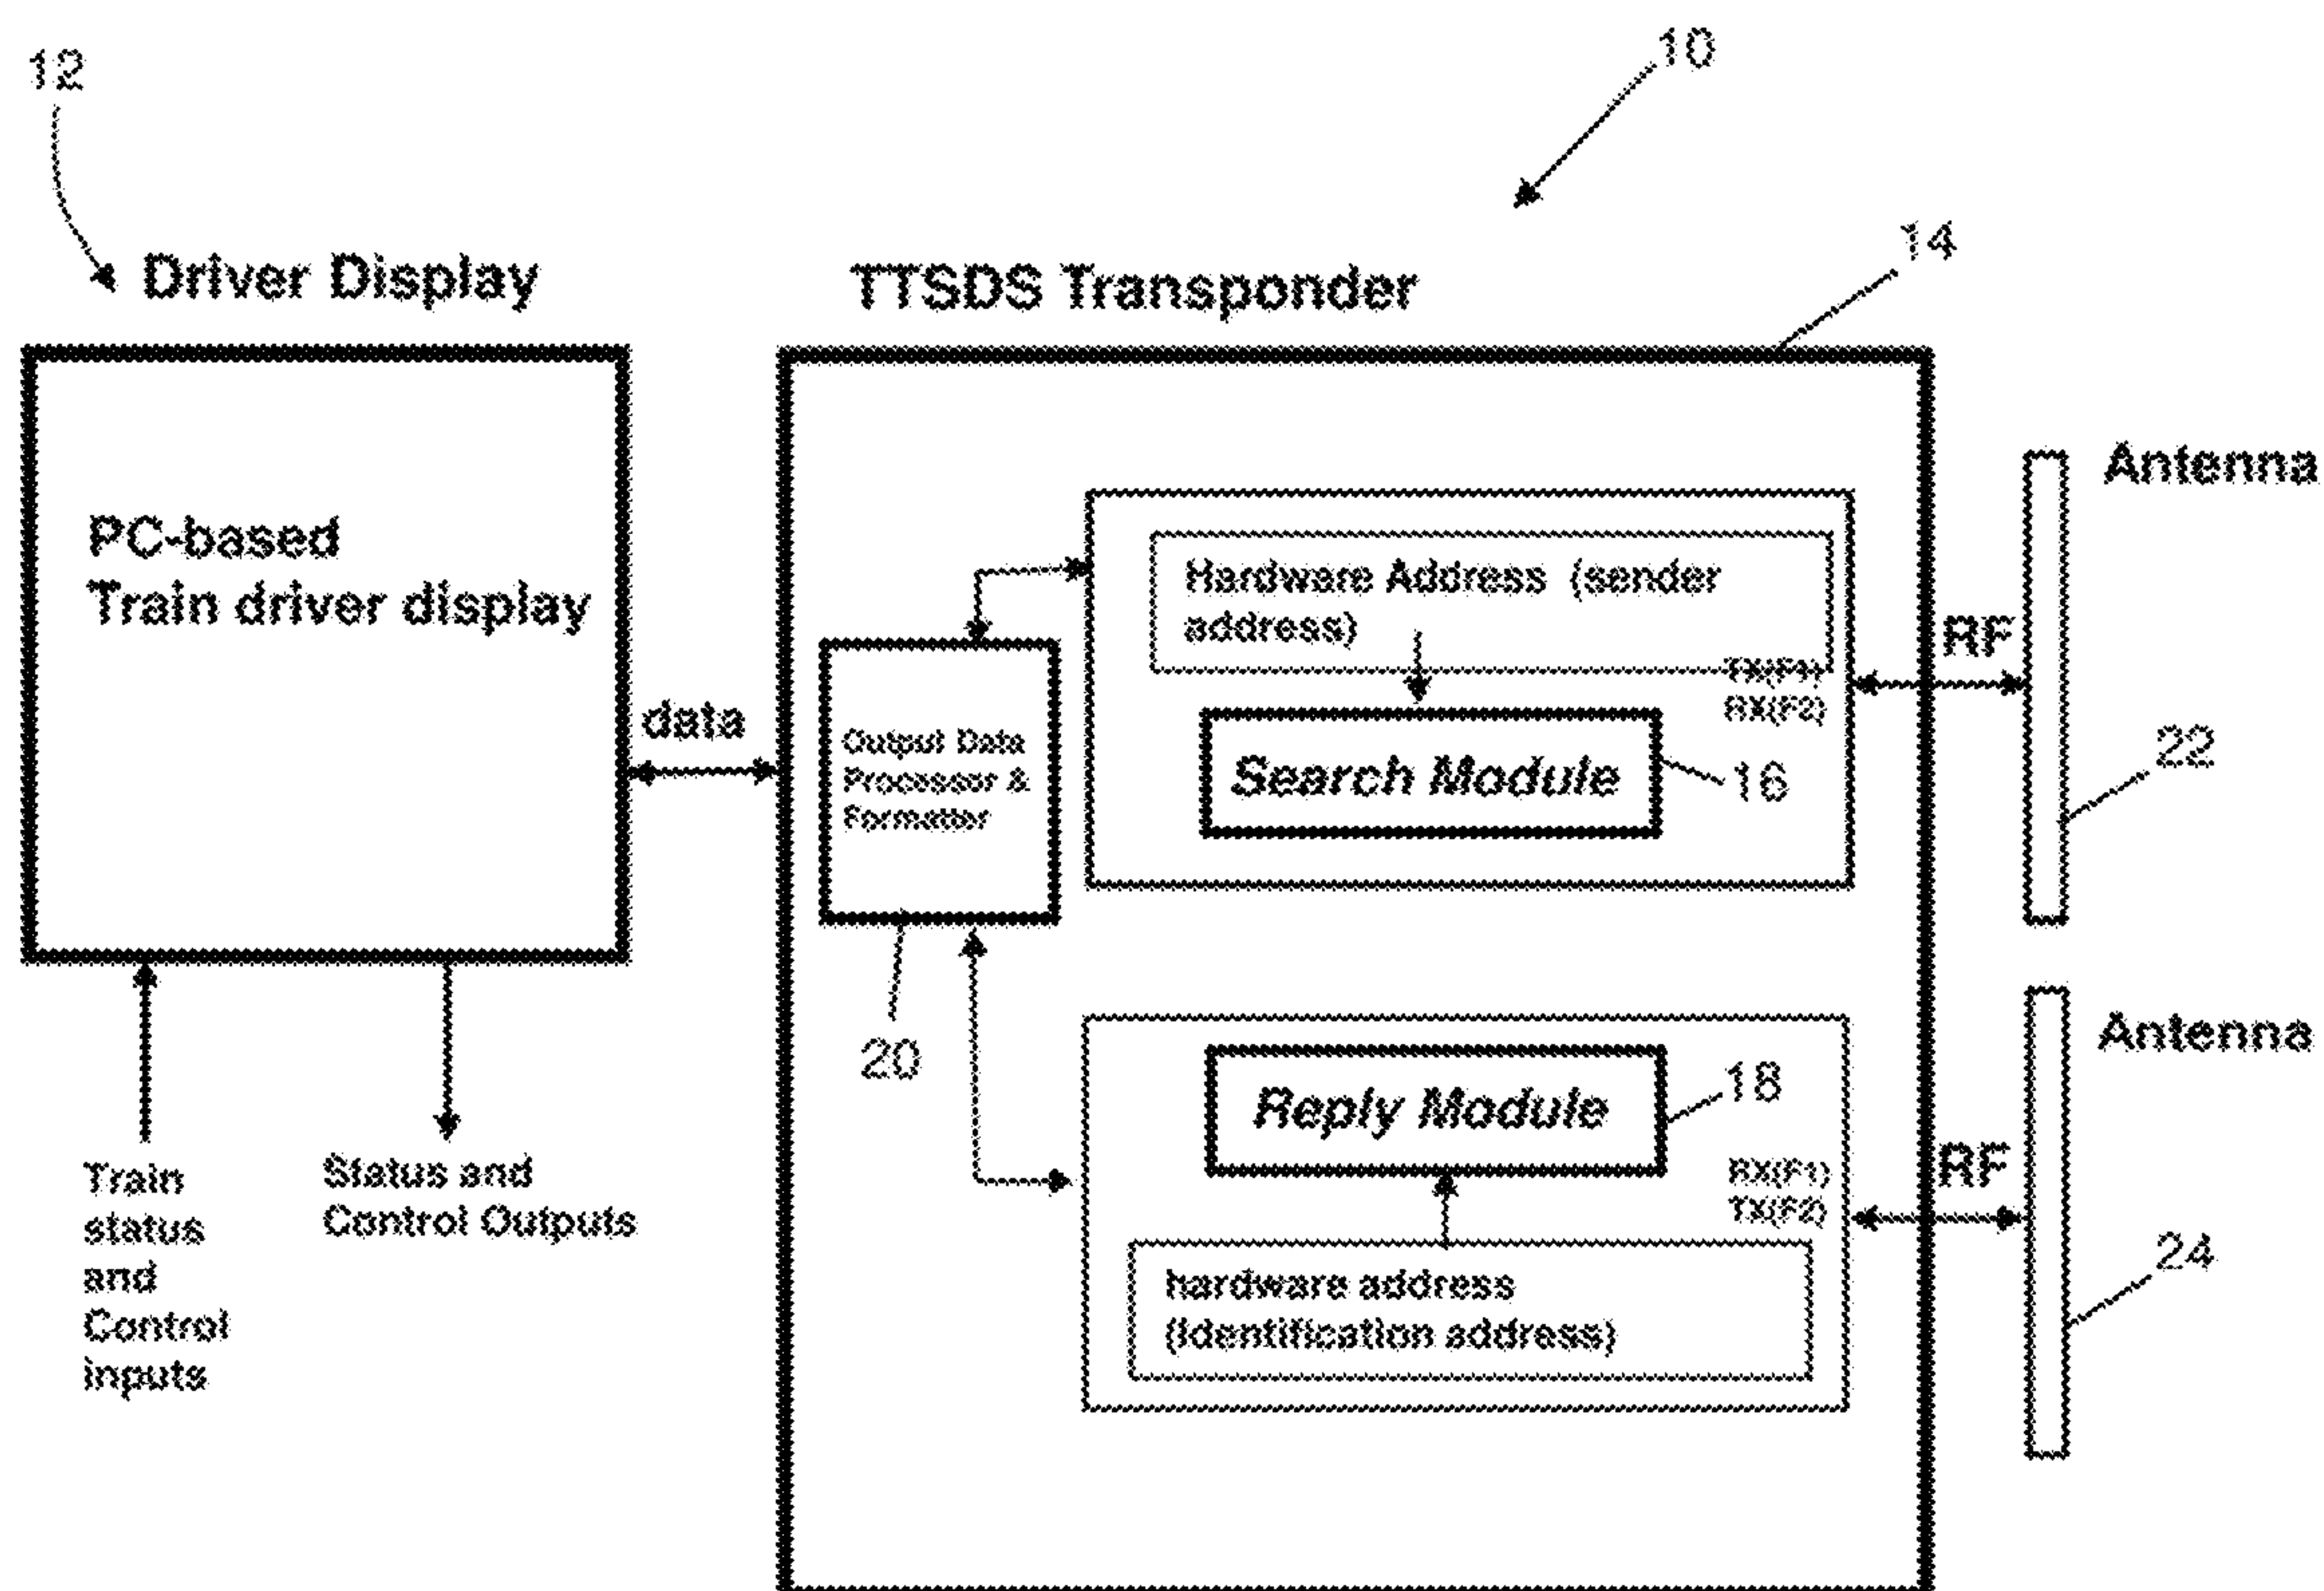 12
10
14
Driver Display
TTSDS Transponder
PC-based
Train driver display
data
Output Data
Processor &
Formatter
20
Hardware Address (sender
address)
TX(F1)
RX(F2)
Search Module
16
RF
Antenna
22
Reply Module
18
RX(F1)
TX(F2)
hardware address
(Identification address)
RF
Antenna
24
Train
status
and
Control
inputs
Status and
Control Outputs